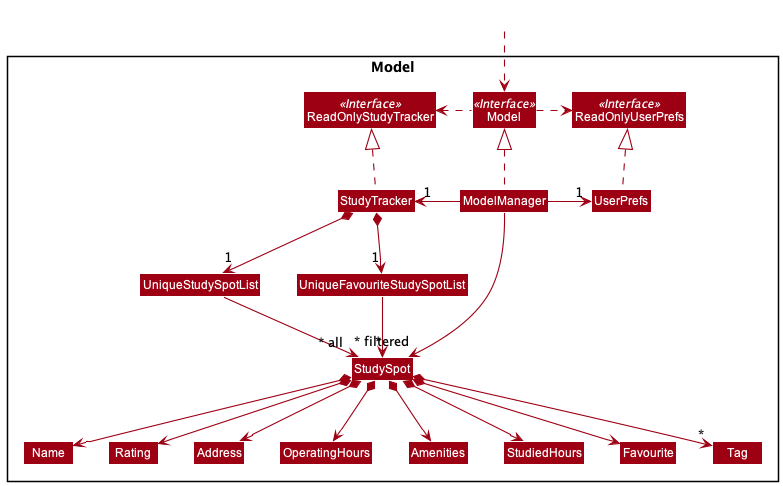 Model
«Interface»
ReadOnlyStudyTracker
«Interface»
Model
«Interface»
ReadOnlyUserPrefs
StudyTracker
1
ModelManager
1
UserPrefs
1
1
UniqueStudySpotList
UniqueFavouriteStudySpotList
* all
* filtered
*
StudySpot
*
Name
Rating
Address
OperatingHours
Amenities
StudiedHours
Favourite
Tag